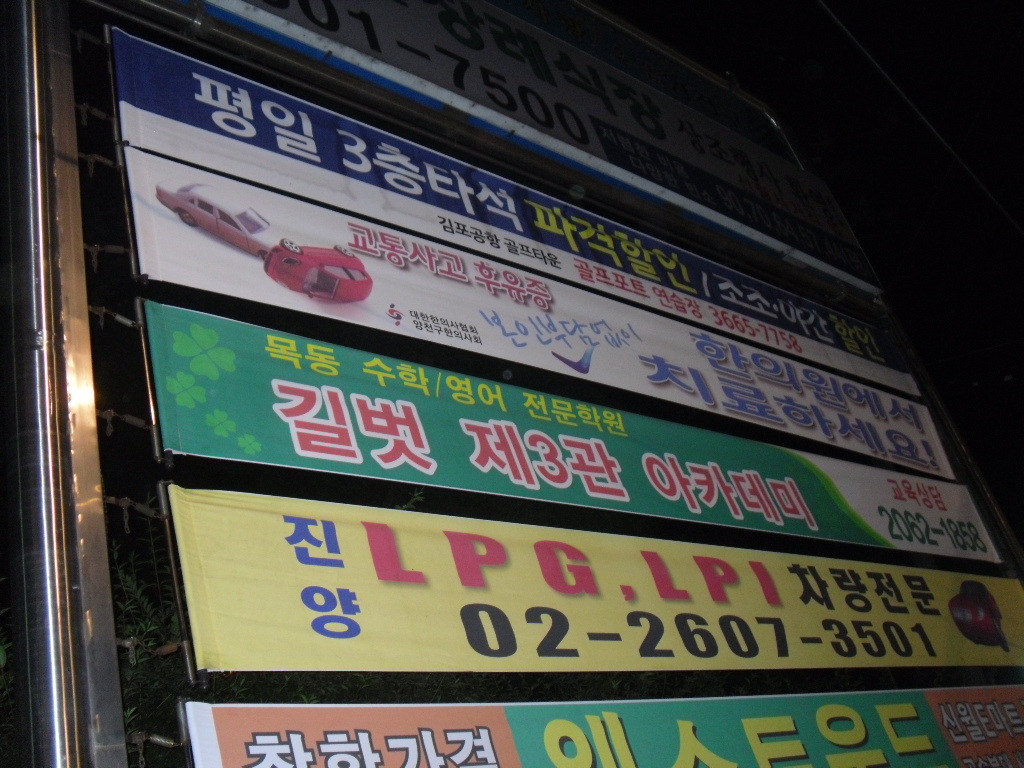 장례식장
01-7500
평일 3층타석 파격할인 / 조조·야간 할인
김포공항 골프타운 골프포트 연습장 3665-7758
교통사고 후유증
대한한의사협회
양천구한의사회
본인부담없이
한의원에서
치료하세요!
목동 수학/영어 전문학원
길벗 제3관 아카데미
교육상담
2062-1858
진양 LPG, LPI 차량전문
02-2607-3501
착한가격